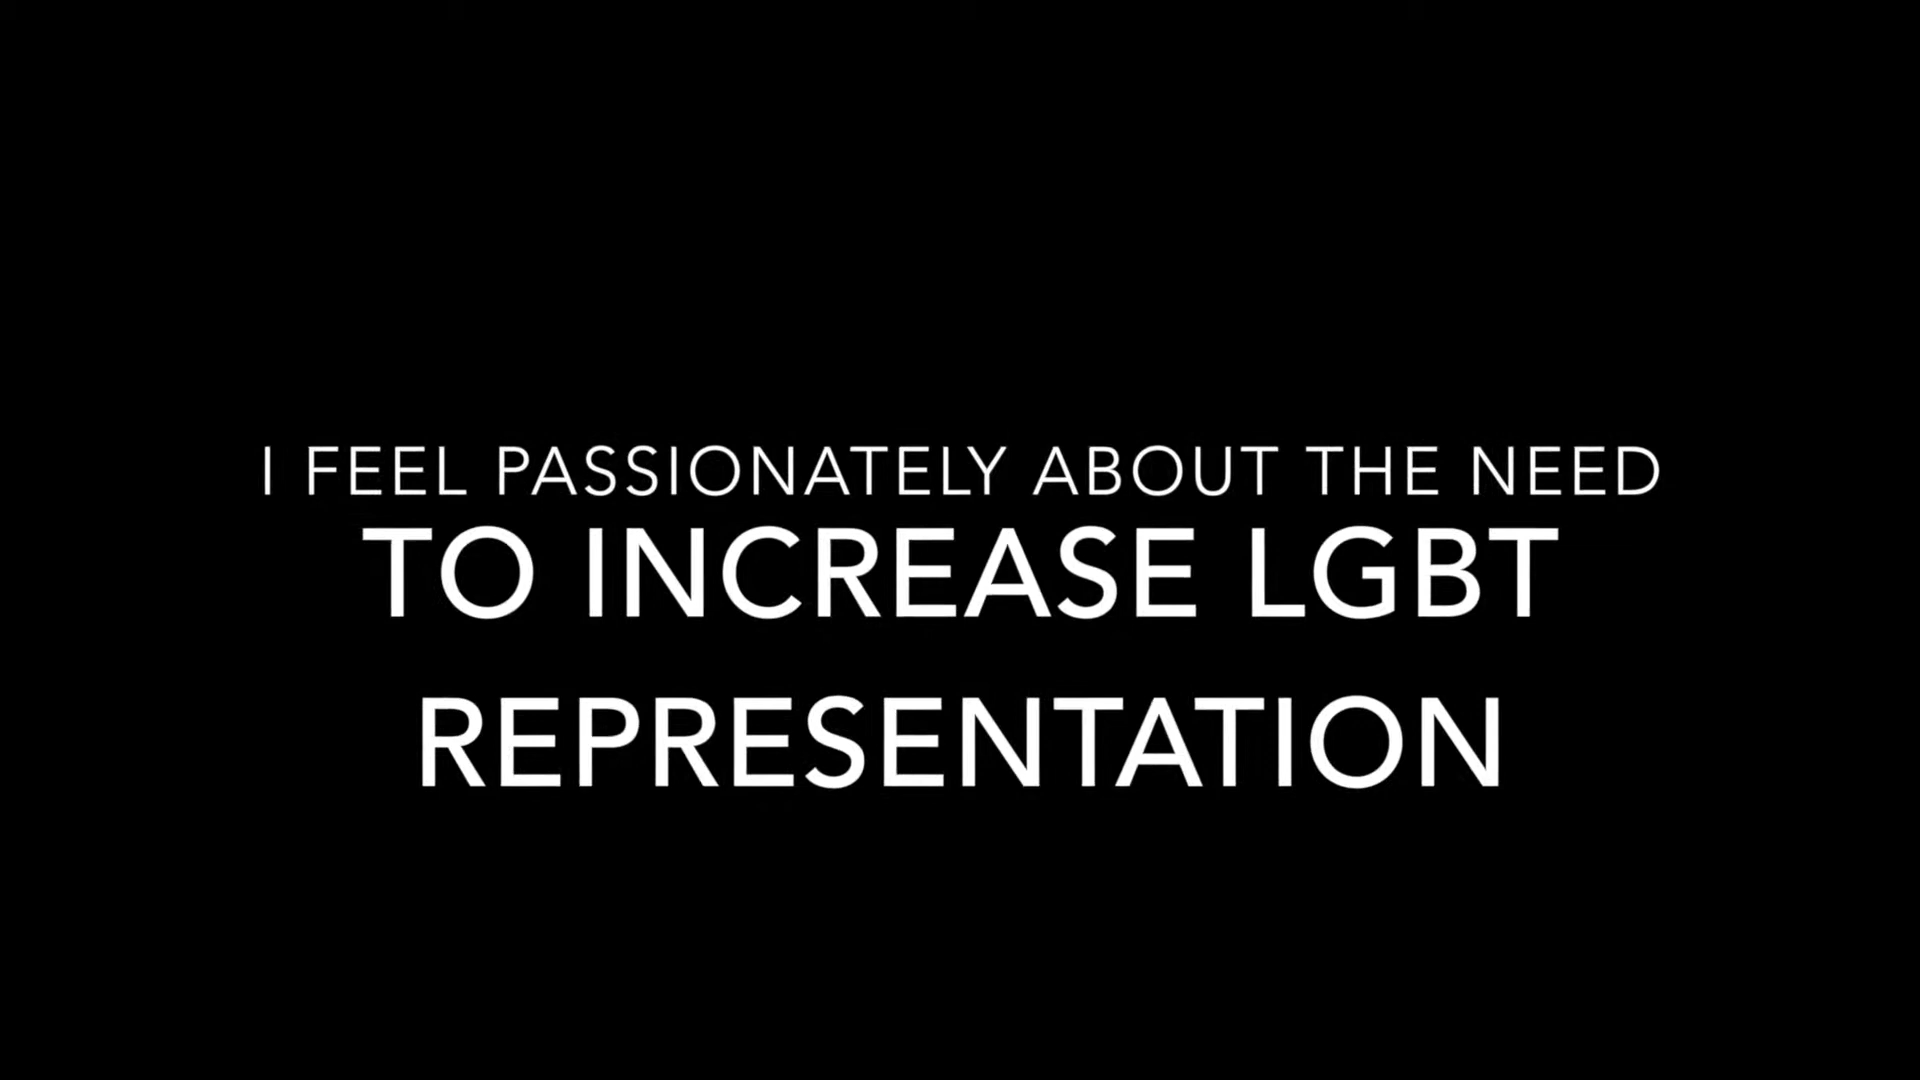 I FEEL PASSIONATELY ABOUT THE NEED
TO INCREASE LGBT
REPRESENTATION